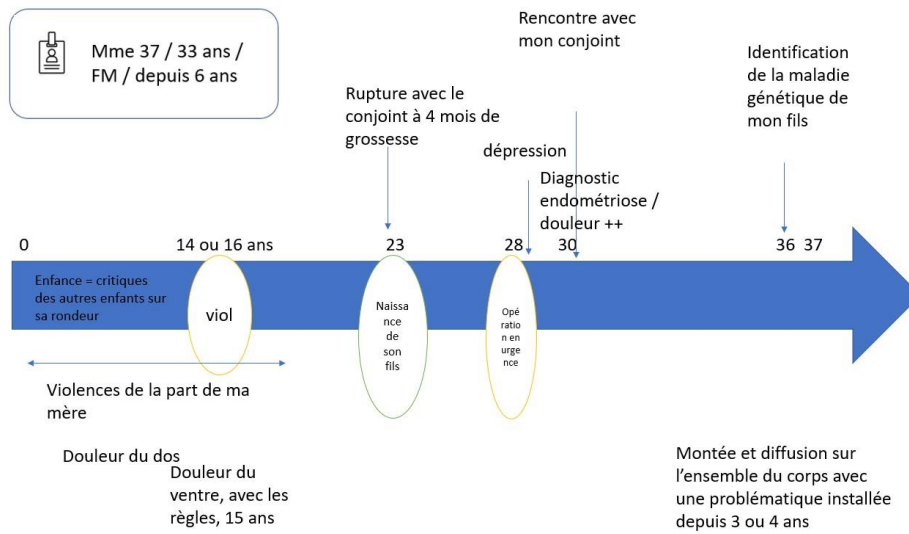 Mme 37 / 33 ans /
FM / depuis 6 ans
Rencontre avec
mon conjoint
Identification
de la maladie
génétique de
mon fils
Rupture avec le
conjoint à 4 mois de
grossesse
dépression
Diagnostic
endométriose /
douleur ++
0
14 ou 16 ans
23
28
30
36
37
Enfance = critiques
des autres enfants sur
sa rondeur
viol
Naissa
nce
de
son
fils
Opé
ratio
n en
urge
nce
Violences de la part de ma
mère
Douleur du dos
Douleur du
ventre, avec les
règles, 15 ans
Montée et diffusion sur
l’ensemble du corps avec
une problématique installée
depuis 3 ou 4 ans